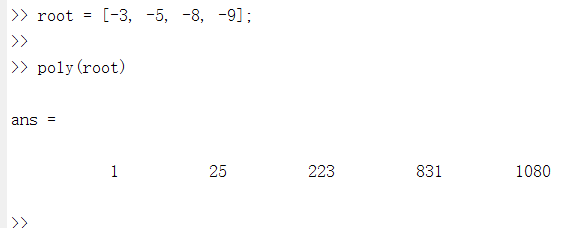 >> root = [-3, -5, -8, -9];
>>
>> poly(root)
ans =
1 25 223 831 1080
>>